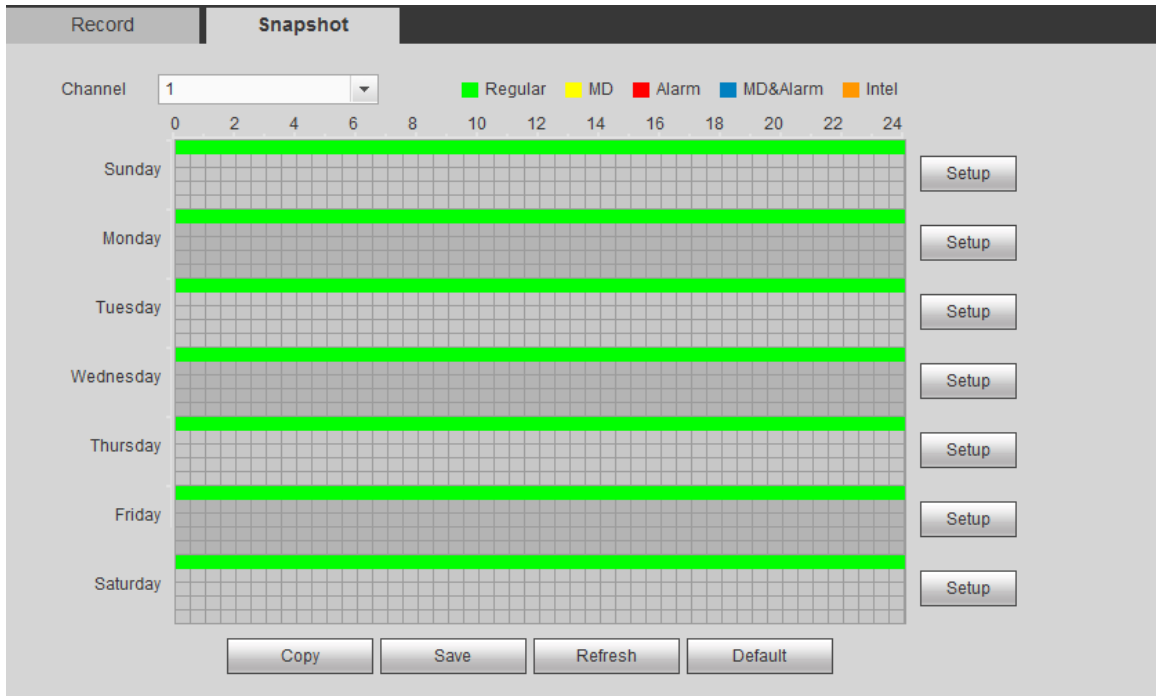 Record Snapshot
Channel 1 Regular MD Alarm MD&Alarm Intel
0 2 4 6 8 10 12 14 16 18 20 22 24
Sunday Setup
Monday Setup
Tuesday Setup
Wednesday Setup
Thursday Setup
Friday Setup
Saturday Setup
Copy Save Refresh Default